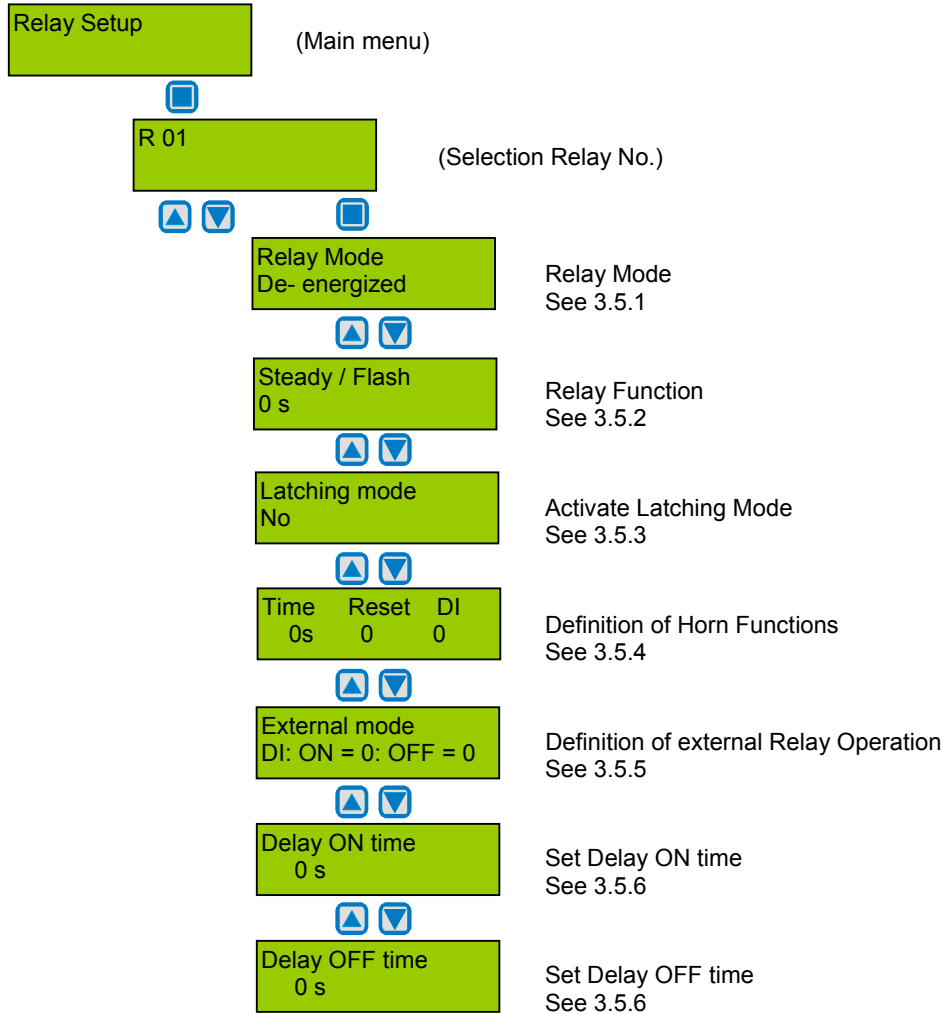 Relay Setup
(Main menu)
R 01
(Selection Relay No.)
Relay Mode
De- energized
Relay Mode
See 3.5.1
Steady / Flash
0 s
Relay Function
See 3.5.2
Latching mode
No
Activate Latching Mode
See 3.5.3
Time Reset DI
0s 0 0
Definition of Horn Functions
See 3.5.4
External mode
DI: ON = 0: OFF = 0
Definition of external Relay Operation
See 3.5.5
Delay ON time
0 s
Set Delay ON time
See 3.5.6
Delay OFF time
0 s
Set Delay OFF time
See 3.5.6